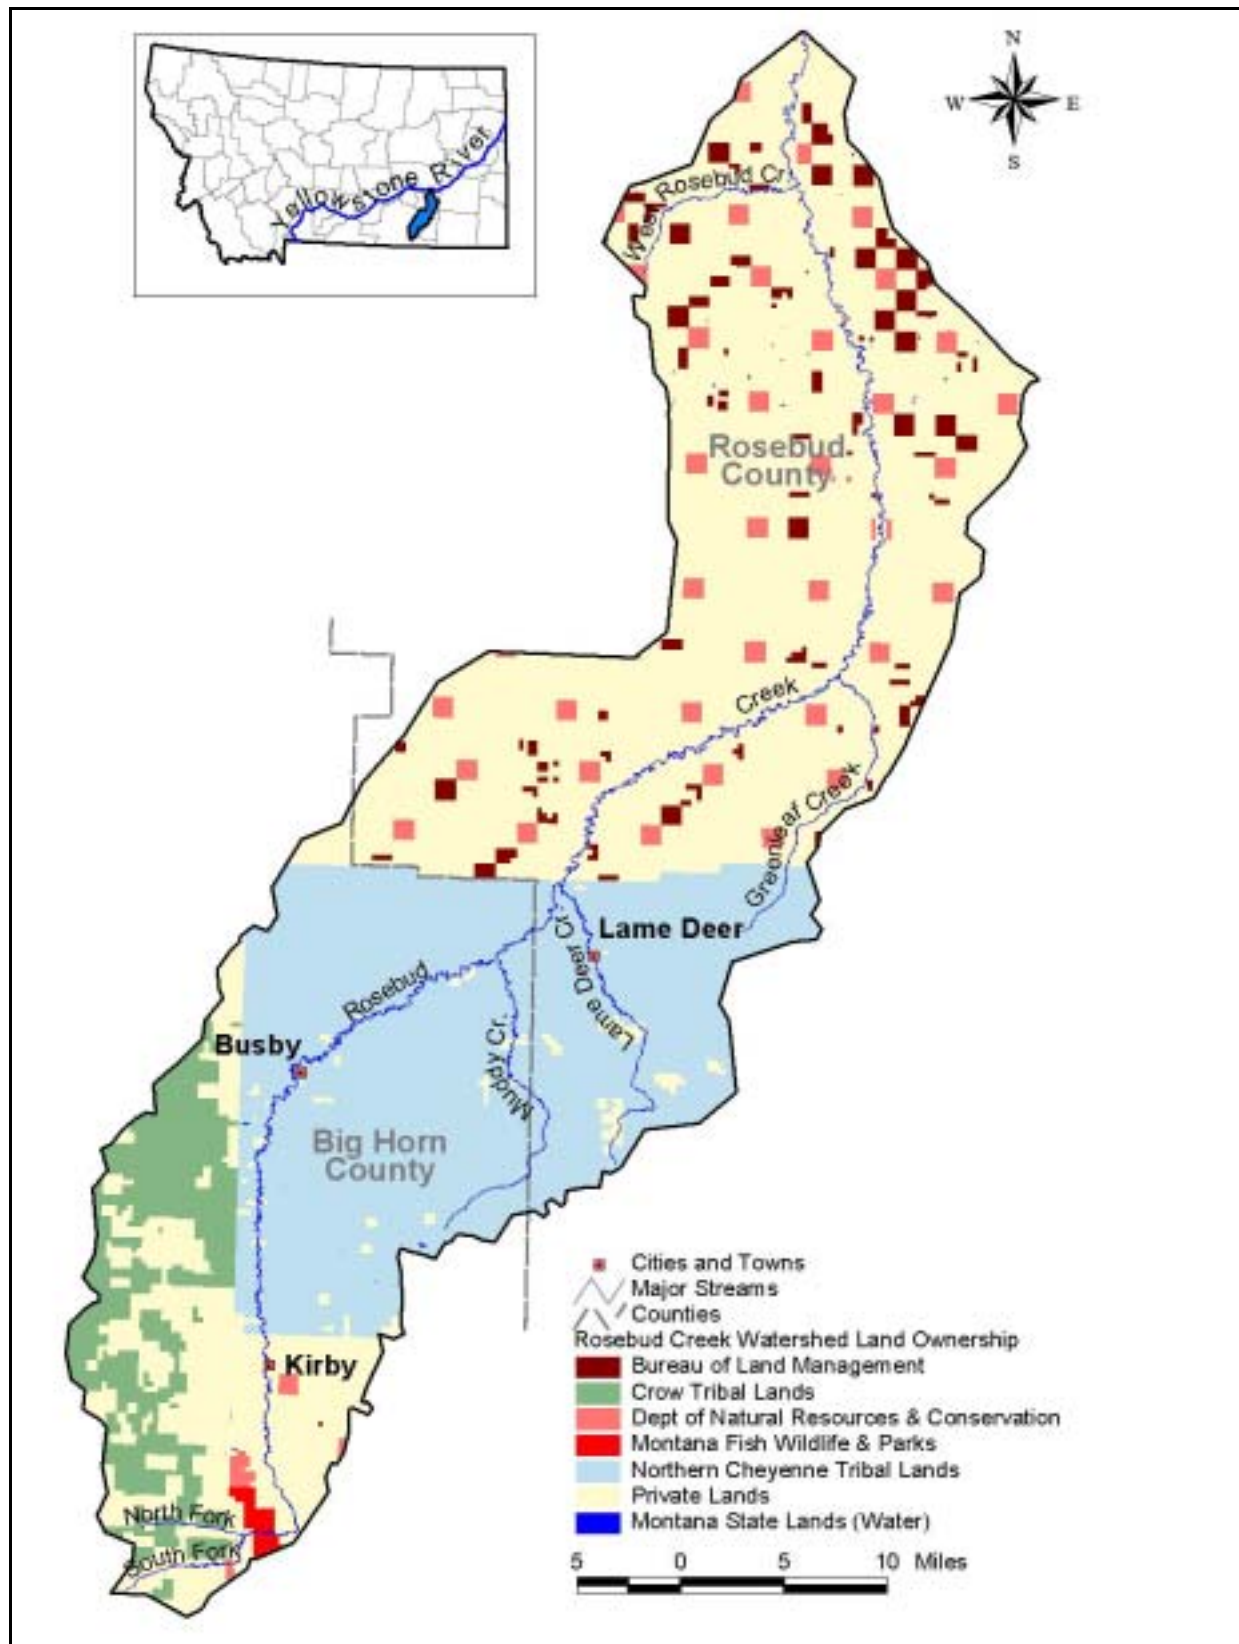 N
W E
S
Yellowstone River
West Rosebud Cr.
Rosebud
County
Creek
Greenleaf Creek
Lame Deer
Lame Deer Cr.
Rosebud
Busby
Muddy Cr.
Big Horn
County
Kirby
North Fork
South Fork
Cities and Towns
Major Streams
Counties
Rosebud Creek Watershed Land Ownership
Bureau of Land Management
Crow Tribal Lands
Dept of Natural Resources & Conservation
Montana Fish Wildlife & Parks
Northern Cheyenne Tribal Lands
Private Lands
Montana State Lands (Water)
5 0 5 10 Miles